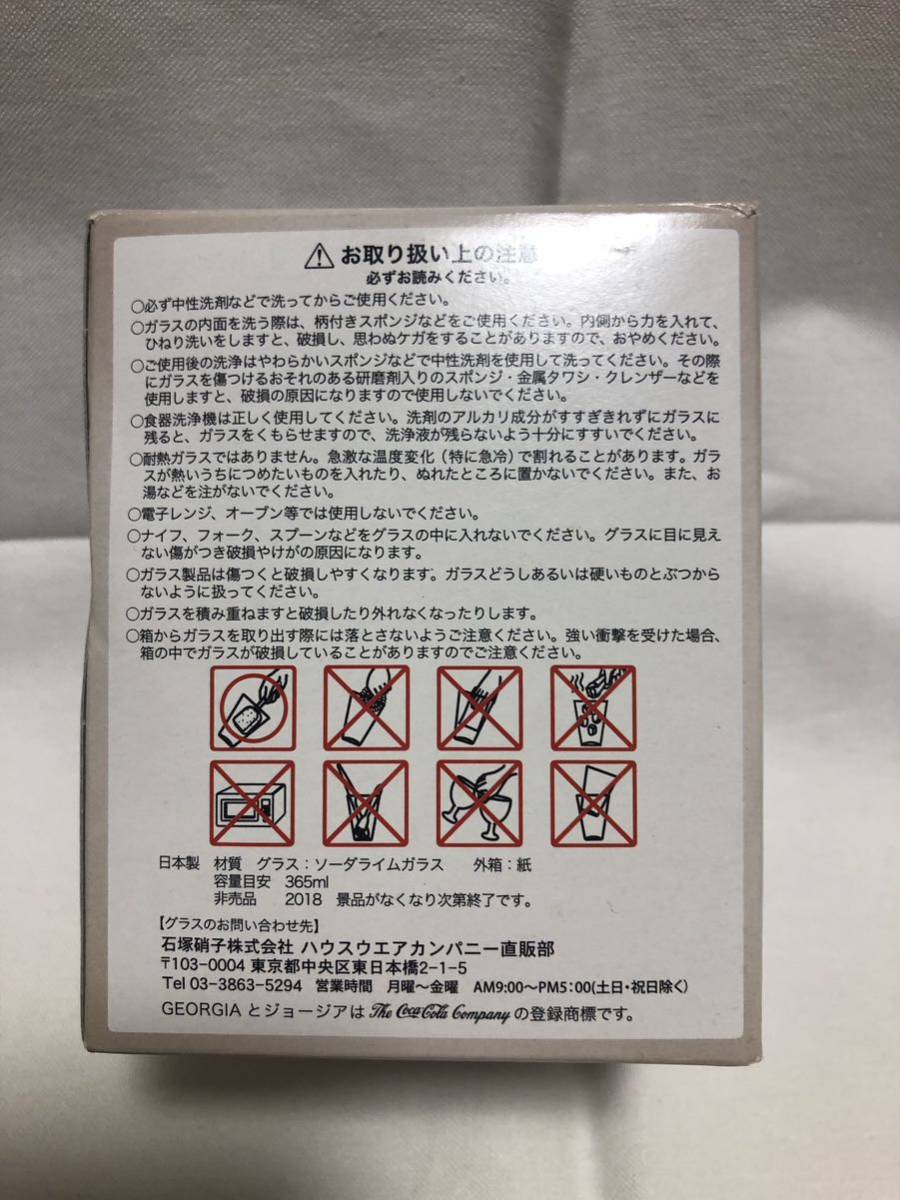 お取り扱い上の注意
必ずお読みください。
○必ず中性洗剤などで洗ってからご使用ください。
○ガラスの内面を洗う際は、柄付きスポンジなどをご使用ください。内側から力を入れて、
ひねり洗いをしますと、破損し、思わぬケガをすることがありますので、おやめください。
○ご使用後の洗浄はやわらかいスポンジなどで中性洗剤を使用して洗ってください。その際
にガラスを傷つけるおそれのある研磨剤入りのスポンジ・金属タワシ・クレンザーなどを
使用しますと、破損の原因になりますので使用しないでください。
○食器洗浄機は正しく使用してください。洗剤のアルカリ成分がすすぎきれずにガラスに
残ると、ガラスをくもらせますので、洗浄液が残らないよう十分にすすいでください。
○耐熱ガラスではありません。急激な温度変化（特に急冷）で割れることがあります。ガラ
スが熱いうちにつめたいものを入れたり、ぬれたところに置かないでください。また、お
湯などを注がないでください。
○電子レンジ、オーブン等では使用しないでください。
○ナイフ、フォーク、スプーンなどをグラスの中に入れないでください。グラスに目に見え
ない傷がつき破損やけがの原因になります。
○ガラス製品は傷つくと破損しやすくなります。ガラスどうしあるいは硬いものとぶつから
ないように扱ってください。
○ガラスを積み重ねますと破損したり外れなくなったりします。
○箱からガラスを取り出す際には落とさないようご注意ください。強い衝撃を受けた場合、
箱の中でガラスが破損していることがありますのでご注意ください。
日本製 材質 グラス：ソーダライムガラス 外箱：紙
容量目安 365ml
非売品 2018 景品がなくなり次第終了です。
【グラスのお問い合わせ先】
石塚硝子株式会社 ハウスウエアカンパニー直販部
〒103-0004 東京都中央区東日本橋2-1-5
Tel 03-3863-5294 営業時間 月曜〜金曜 AM9:00〜PM5:00(土日・祝日除く)
GEORGIA とジョージアは The Coca-Cola Company の登録商標です。